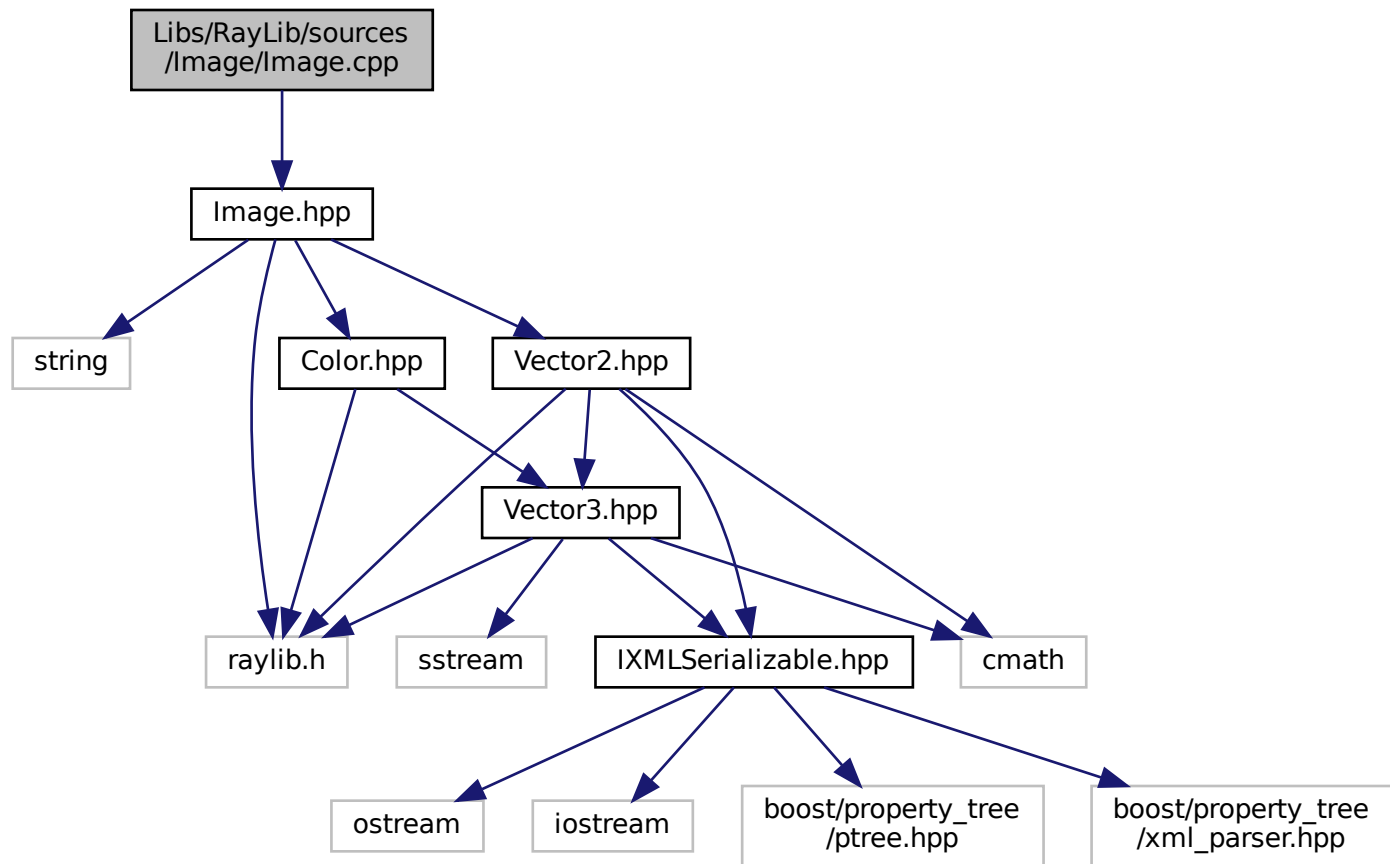 Libs/RayLib/sources
/Image/Image.cpp
Image.hpp
string
Color.hpp
Vector2.hpp
Vector3.hpp
raylib.h
sstream
IXMLSerializable.hpp
cmath
ostream
iostream
boost/property_tree
/ptree.hpp
boost/property_tree
/xml_parser.hpp